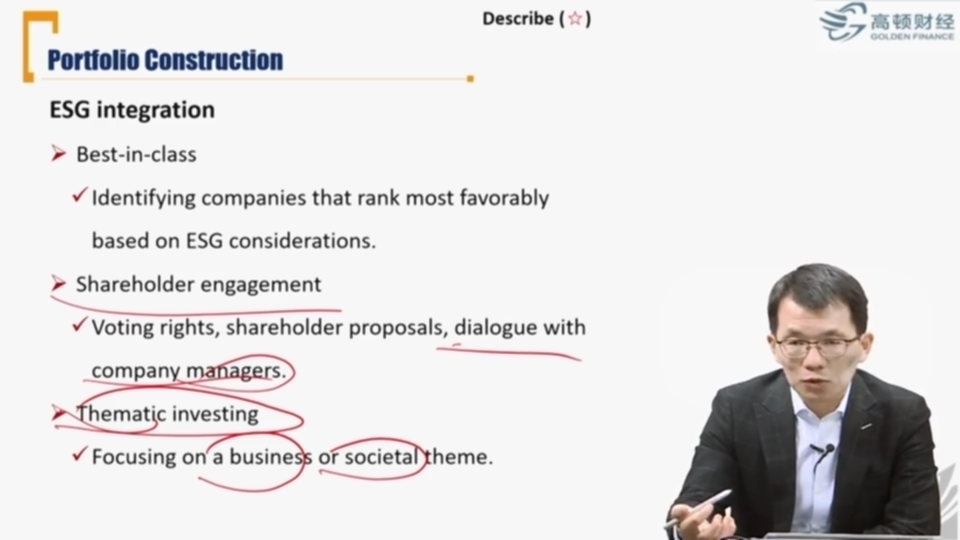 Describe (☆)
高顿财经
GOLDEN FINANCE
Portfolio Construction
ESG integration
Best-in-class
Identifying companies that rank most favorably
based on ESG considerations.
Shareholder engagement
Voting rights, shareholder proposals, dialogue with
company managers.
Thematic investing
Focusing on a business or societal theme.